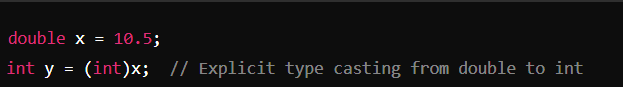 double x = 10.5;
int y = (int)x;  // Explicit type casting from double to int